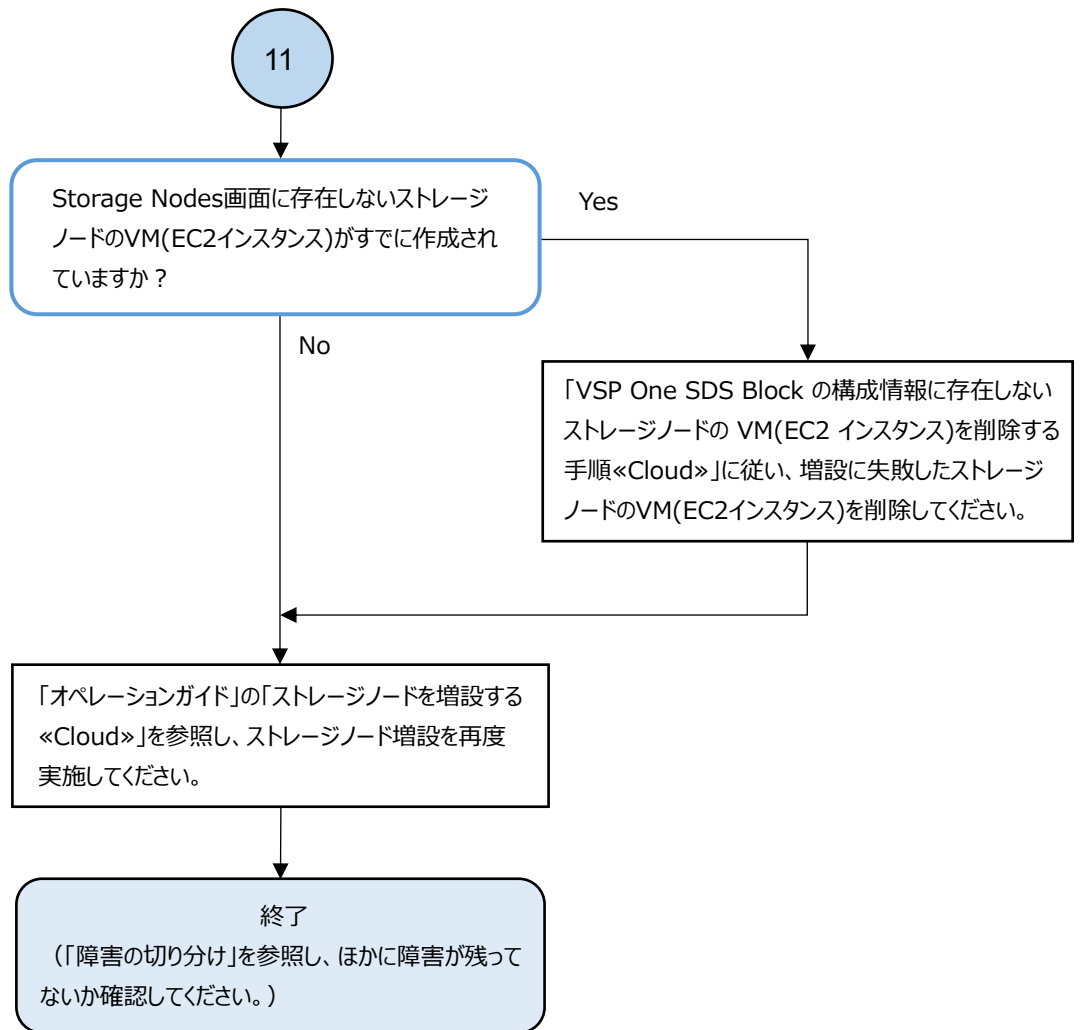 11
Storage Nodes画面に存在しないストレージ
ノードのVM(EC2インスタンス)がすでに作成され
ていますか？
Yes
No
「VSP One SDS Block の構成情報に存在しない
ストレージノードの VM(EC2 インスタンス)を削除する
手順«Cloud»」に従い、増設に失敗したストレージ
ノードのVM(EC2インスタンス)を削除してください。
「オペレーションガイド」の「ストレージノードを増設する
«Cloud»」を参照し、ストレージノード増設を再度
実施してください。
終了
（「障害の切り分け」を参照し、ほかに障害が残って
ないか確認してください。）